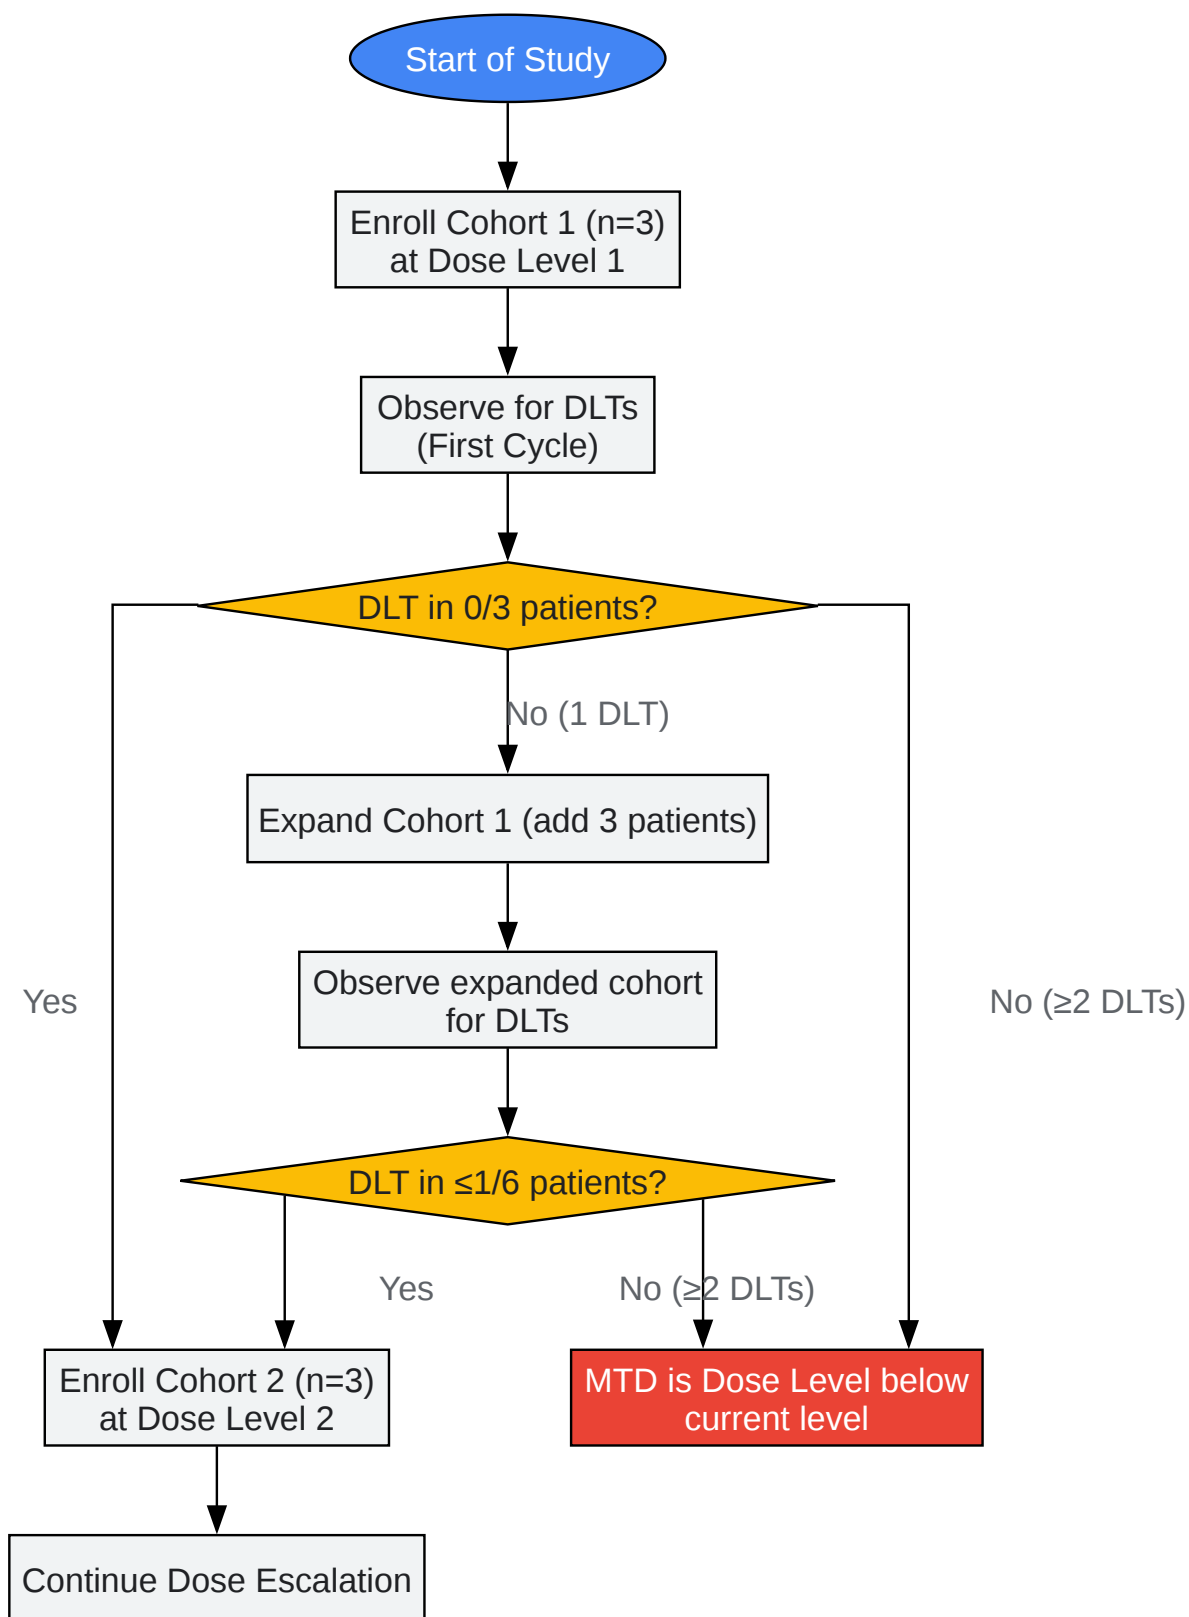 Start of Study
Enroll Cohort 1 (n=3)
at Dose Level 1
Observe for DLTs
(First Cycle)
DLT in 0/3 patients?
No (1 DLT)
Expand Cohort 1 (add 3 patients)
Observe expanded cohort
for DLTs
Yes
No (≥2 DLTs)
DLT in ≤1/6 patients?
Yes
No (≥2 DLTs)
Enroll Cohort 2 (n=3)
at Dose Level 2
MTD is Dose Level below
current level
Continue Dose Escalation